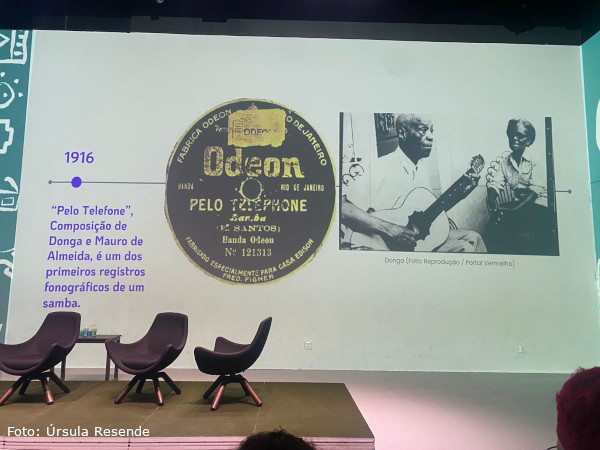 1916
“Pelo Telefone”,
Composição de
Donga e Mauro de
Almeida, é um dos
primeiros registros
fonográficos de um
samba.
FABRICA ODEON RIO DE JANEIRO
ODEON
Odeon
BANDA RIO DE JANEIRO
PELO TELEPHONE
(E. SANTOS)
Banda Odeon
No 121313
FABRICADO ESPECIALMENTE PARA CASA EDISON
FRED. FIGNER
Donga (Foto: Reprodução / Portal Vermelho)
Foto: Úrsula Resende